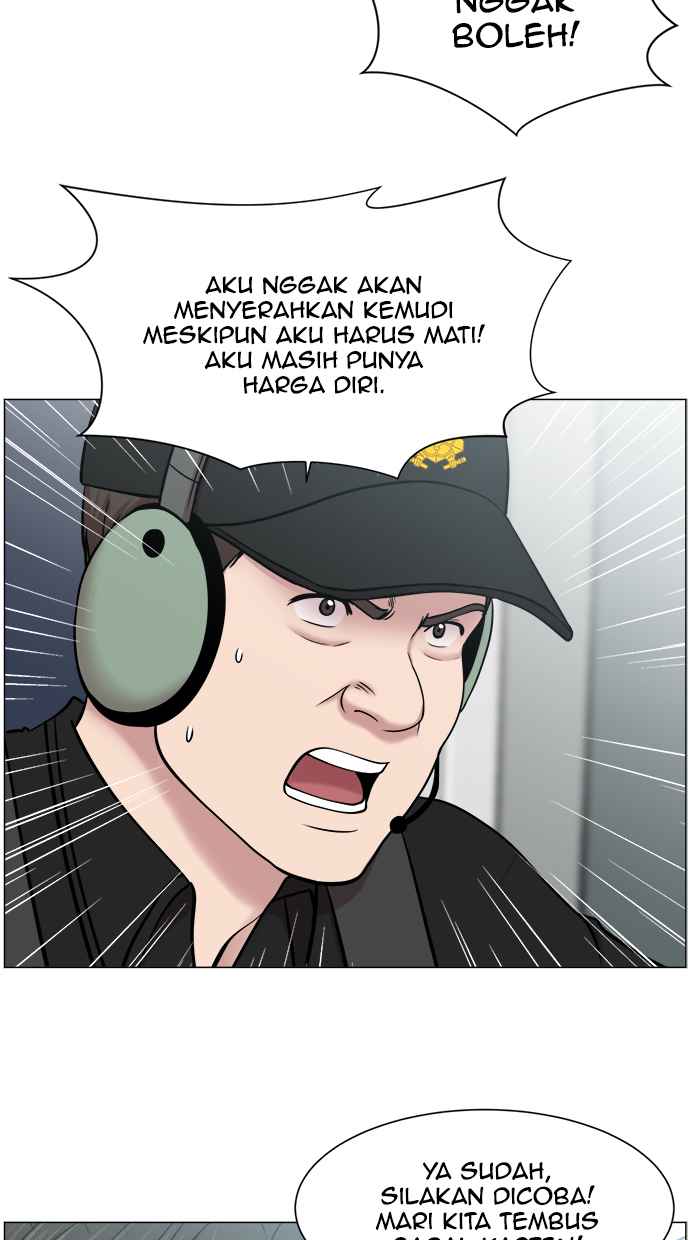 NGGAK
BOLEH!
AKU NGGAK AKAN
MENYERAHKAN KEMUDI
MESKIPUN AKU HARUS MATI!
AKU MASIH PUNYA
HARGA DIRI.
YA SUDAH,
SILAKAN DICOBA!
MARI KITA TEMBUS